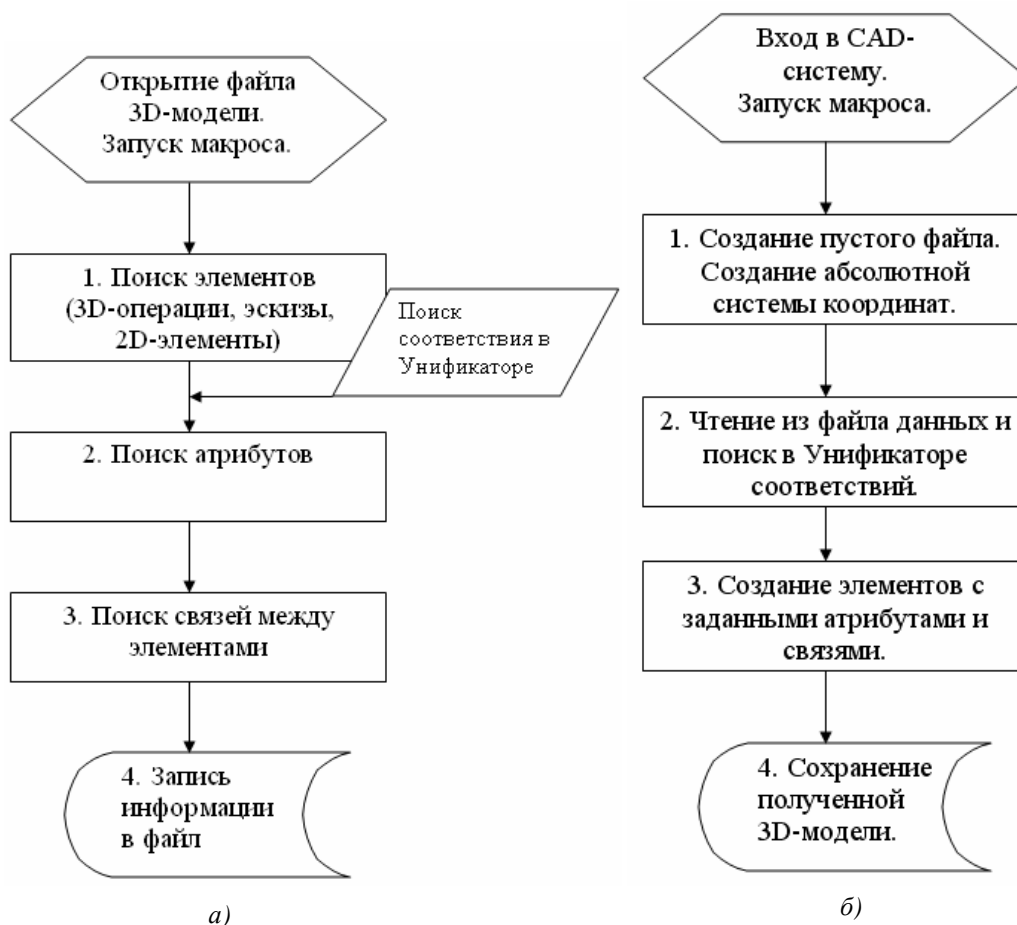 Открытие файла
3D-модели.
Запуск макроса.
1. Поиск элементов
(3D-операции, эскизы,
2D-элементы)
Поиск
соответствия в
Унификаторе
2. Поиск атрибутов
3. Поиск связей между
элементами
4. Запись
информации
в файл
а)
Вход в CAD-
систему.
Запуск макроса.
1. Создание пустого файла.
Создание абсолютной
системы координат.
2. Чтение из файла данных и
поиск в Унификаторе
соответствий.
3. Создание элементов с
заданными атрибутами и
связями.
4. Сохранение
полученной
3D-модели.
б)